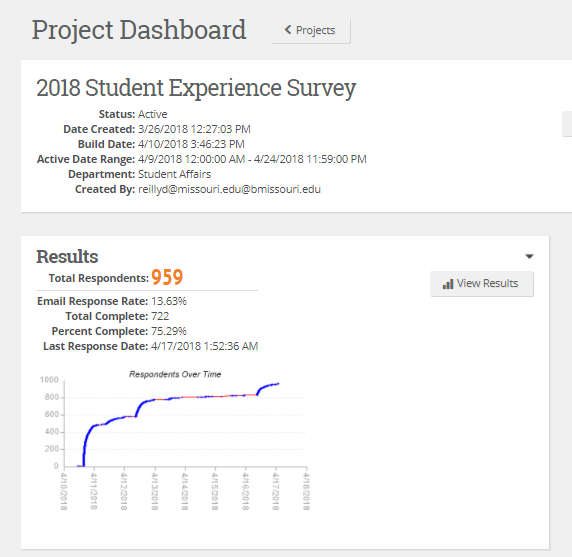 Project Dashboard
Projects
2018 Student Experience Survey
Status: Active
Date Created: 3/26/2018 12:27:03 PM
Build Date: 4/10/2018 3:46:23 PM
Active Date Range: 4/9/2018 12:00:00 AM - 4/24/2018 11:59:00 PM
Department: Student Affairs
Created By: reillyd@missouri.edu@bmissouri.edu
Results
Total Respondents: 959
View Results
Email Response Rate: 13.63%
Total Complete: 722
Percent Complete: 75.29%
Last Response Date: 4/17/2018 1:52:36 AM
Respondents Over Time
1000
800
600
400
200
0
4/10/2018
4/11/2018
4/12/2018
4/13/2018
4/14/2018
4/15/2018
4/16/2018
4/17/2018
4/18/2018